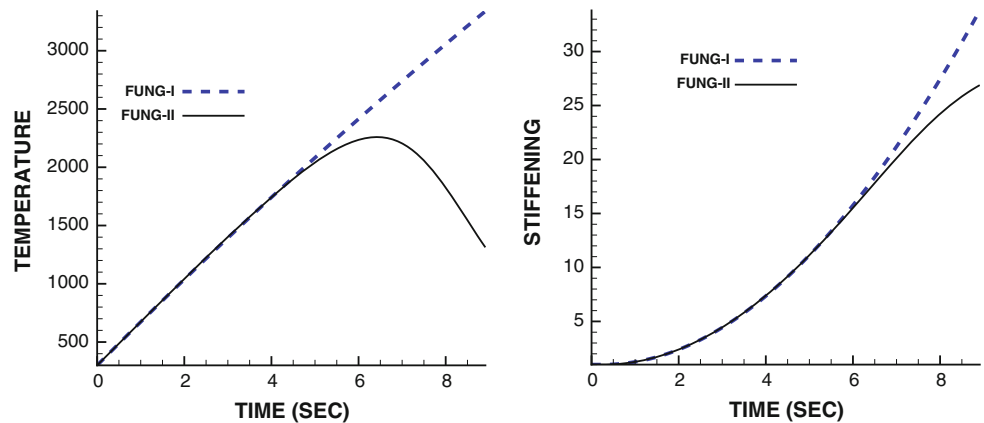 3000
2500
2000
1500
1000
500
0 2 4 6 8
TEMPERATURE
TIME (SEC)
FUNG-I
FUNG-II
30
25
20
15
10
5
0 2 4 6 8
STIFFENING
TIME (SEC)
FUNG-I
FUNG-II